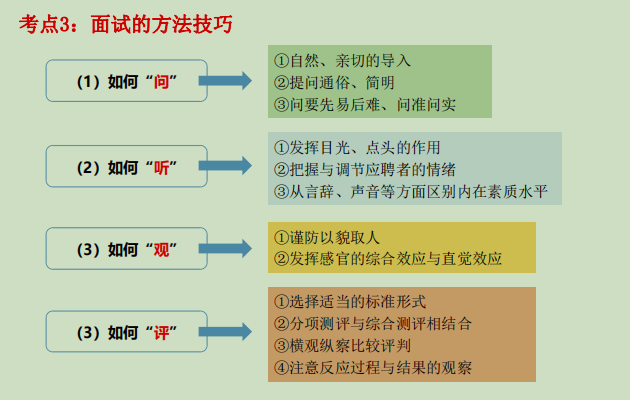 考点3：面试的方法技巧
（1）如何“问”
①自然、亲切的导入
②提问通俗、简明
③问要先易后难、问准问实
（2）如何“听”
①发挥目光、点头的作用
②把握与调节应聘者的情绪
③从言辞、声音等方面区别内在素质水平
（3）如何“观”
①谨防以貌取人
②发挥感官的综合效应与直觉效应
（3）如何“评”
①选择适当的标准形式
②分项测评与综合测评相结合
③横观纵察比较评判
④注意反应过程与结果的观察